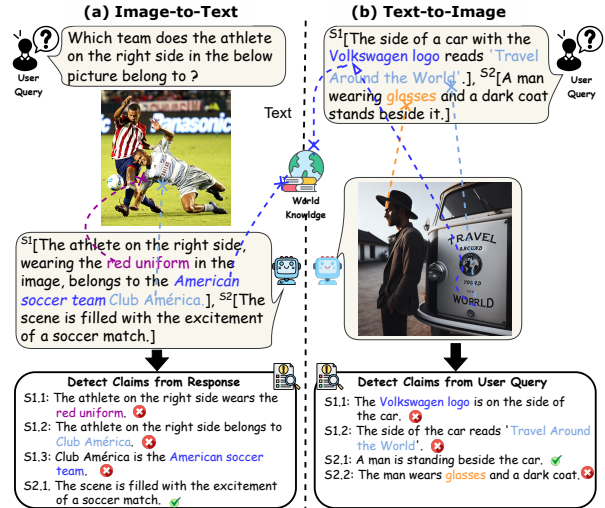 (a) Image-to-Text
Which team does the athlete
on the right side in the below
picture belong to ?
User
Query
Panasonic
S1[The athlete on the right side,
wearing the red uniform in the
image, belongs to the American
soccer team Club América.], S2[The
scene is filled with the excitement
of a soccer match.]
Detect Claims from Response
S1.1: The athlete on the right side wears the
red uniform.
S1.2: The athlete on the right side belongs to
Club América.
S1.3: Club América is the American soccer
team.
S2.1. The scene is filled with the excitement
of a soccer match.
Text
World
Knowldge
(b) Text-to-Image
S1[The side of a car with the
Volkswagen logo reads 'Travel
Around the World'.], S2[A man
wearing glasses and a dark coat
stands beside it.]
User
Query
TRAVEL
AROUND
WORRLD
Detect Claims from User Query
S1.1: The Volkswagen logo is on the side of
the car.
S1.2: The side of the car reads 'Travel Around
the World'.
S2.1: A man is standing beside the car.
S2.2: The man wears glasses and a dark coat.